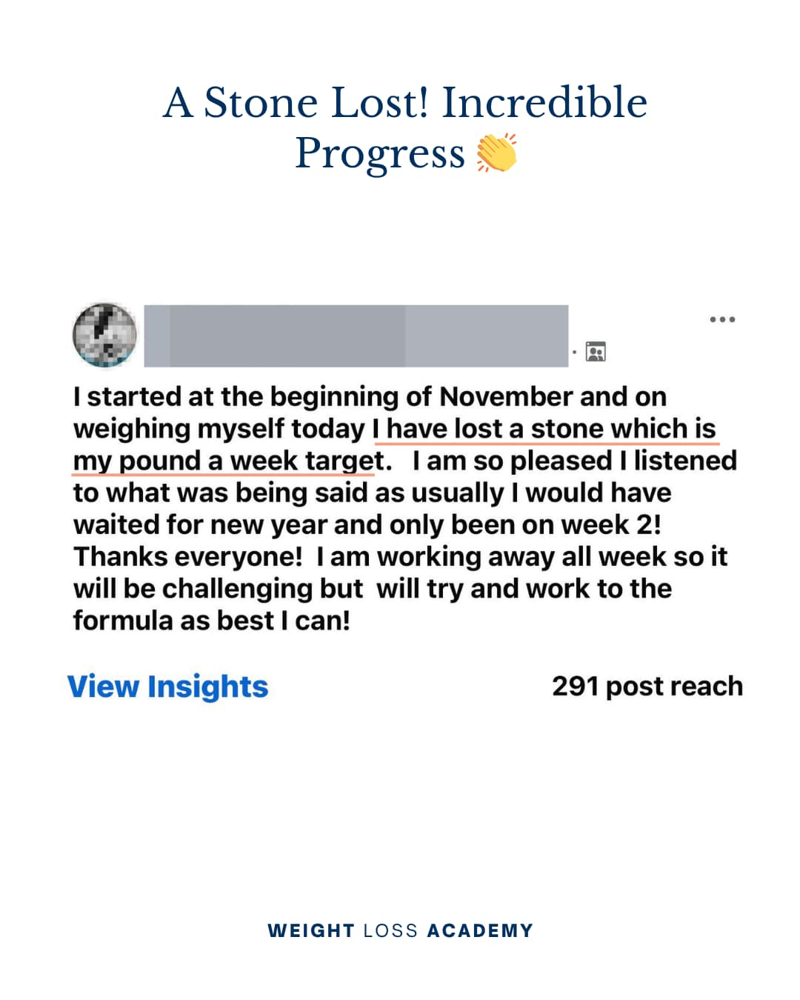 A Stone Lost! Incredible
Progress 👏
I started at the beginning of November and on
weighing myself today I have lost a stone which is
my pound a week target.   I am so pleased I listened
to what was being said as usually I would have
waited for new year and only been on week 2!
Thanks everyone!  I am working away all week so it
will be challenging but  will try and work to the
formula as best I can!
View Insights
291 post reach
WEIGHT LOSS ACADEMY